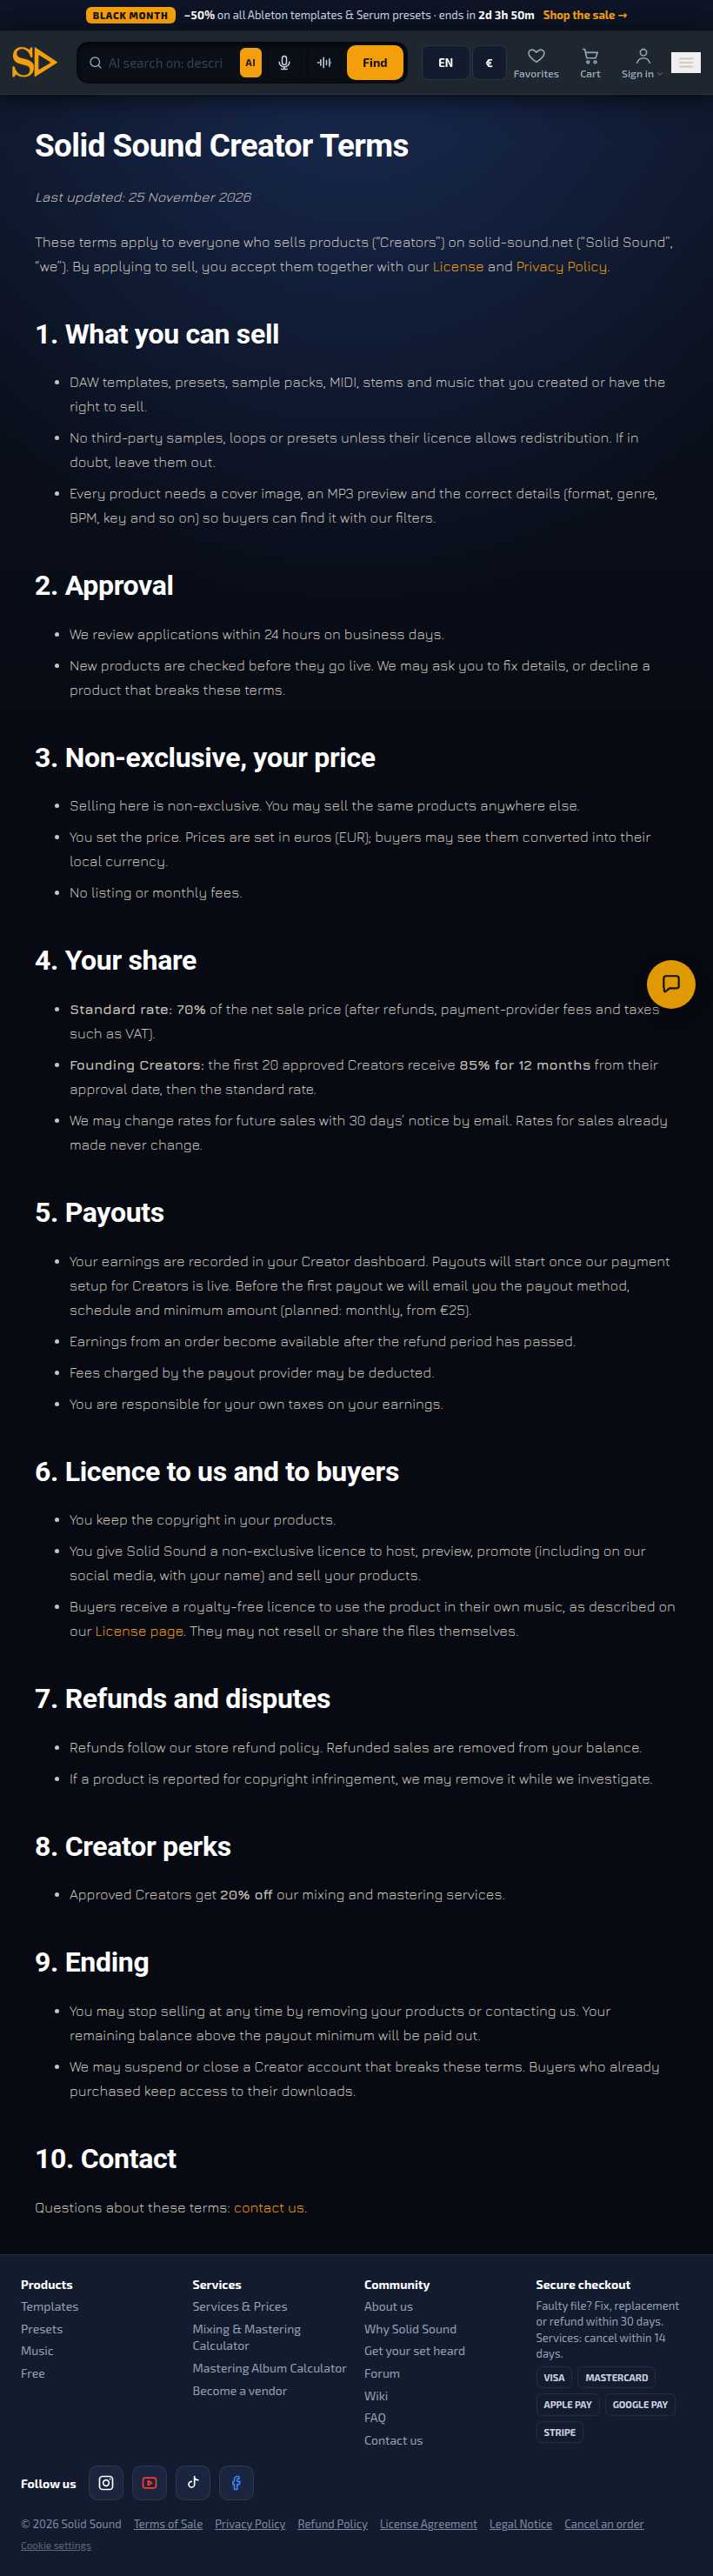 BLACK MONTH −50% on all Ableton templates & Serum presets · ends in 2d 3h 50m Shop the sale →
AI search on: descri AI Find EN € Favorites Cart Sign in
Solid Sound Creator Terms
Last updated: 25 November 2026
These terms apply to everyone who sells products (“Creators”) on solid-sound.net (“Solid Sound”,
“we”). By applying to sell, you accept them together with our License and Privacy Policy.
1. What you can sell
• DAW templates, presets, sample packs, MIDI, stems and music that you created or have the
right to sell.
• No third-party samples, loops or presets unless their licence allows redistribution. If in
doubt, leave them out.
• Every product needs a cover image, an MP3 preview and the correct details (format, genre,
BPM, key and so on) so buyers can find it with our filters.
2. Approval
• We review applications within 24 hours on business days.
• New products are checked before they go live. We may ask you to fix details, or decline a
product that breaks these terms.
3. Non-exclusive, your price
• Selling here is non-exclusive. You may sell the same products anywhere else.
• You set the price. Prices are set in euros (EUR); buyers may see them converted into their
local currency.
• No listing or monthly fees.
4. Your share
• Standard rate: 70% of the net sale price (after refunds, payment-provider fees and taxes
such as VAT).
• Founding Creators: the first 20 approved Creators receive 85% for 12 months from their
approval date, then the standard rate.
• We may change rates for future sales with 30 days’ notice by email. Rates for sales already
made never change.
5. Payouts
• Your earnings are recorded in your Creator dashboard. Payouts will start once our payment
setup for Creators is live. Before the first payout we will email you the payout method,
schedule and minimum amount (planned: monthly, from €25).
• Earnings from an order become available after the refund period has passed.
• Fees charged by the payout provider may be deducted.
• You are responsible for your own taxes on your earnings.
6. Licence to us and to buyers
• You keep the copyright in your products.
• You give Solid Sound a non-exclusive licence to host, preview, promote (including on our
social media, with your name) and sell your products.
• Buyers receive a royalty-free licence to use the product in their own music, as described on
our License page. They may not resell or share the files themselves.
7. Refunds and disputes
• Refunds follow our store refund policy. Refunded sales are removed from your balance.
• If a product is reported for copyright infringement, we may remove it while we investigate.
8. Creator perks
• Approved Creators get 20% off our mixing and mastering services.
9. Ending
• You may stop selling at any time by removing your products or contacting us. Your
remaining balance above the payout minimum will be paid out.
• We may suspend or close a Creator account that breaks these terms. Buyers who already
purchased keep access to their downloads.
10. Contact
Questions about these terms: contact us.
Products
Templates
Presets
Music
Free
Services
Services & Prices
Mixing & Mastering
Calculator
Mastering Album Calculator
Become a vendor
Community
About us
Why Solid Sound
Get your set heard
Forum
Wiki
FAQ
Contact us
Secure checkout
Faulty file? Fix, replacement
or refund within 30 days.
Services: cancel within 14
days.
VISA MASTERCARD
APPLE PAY GOOGLE PAY
STRIPE
Follow us
© 2026 Solid Sound Terms of Sale Privacy Policy Refund Policy License Agreement Legal Notice Cancel an order
Cookie settings